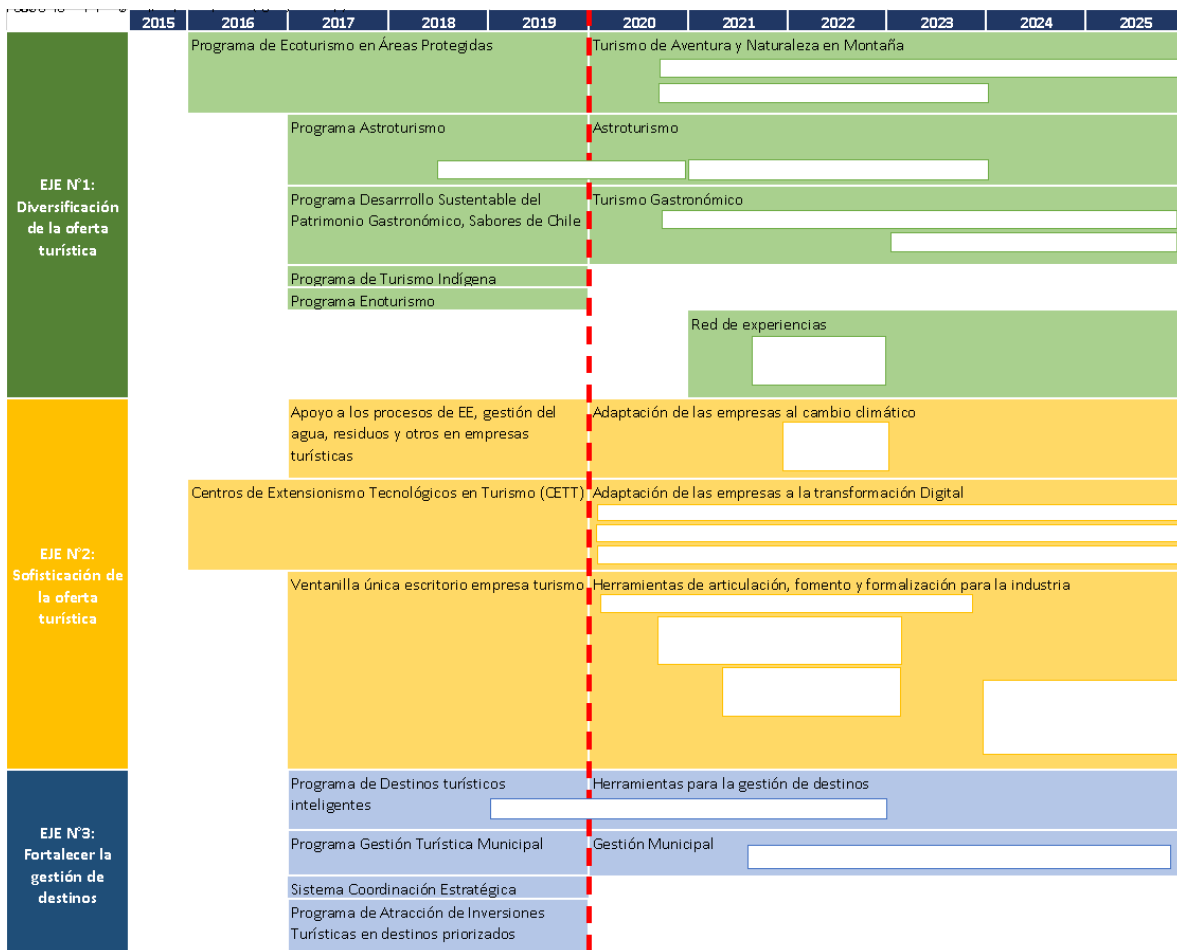 2015 2016 2017 2018 2019 2020 2021 2022 2023 2024 2025
EJE N°1:
Diversificación
de la oferta
turística
Programa de Ecoturismo en Áreas Protegidas
Turismo de Aventura y Naturaleza en Montaña
Programa Astroturismo
Astroturismo
Programa Desarrrollo Sustentable del
Patrimonio Gastronómico, Sabores de Chile
Turismo Gastronómico
Programa de Turismo Indígena
Programa Enoturismo
Red de experiencias
EJE N°2:
Sofisticación de
la oferta
turística
Apoyo a los procesos de EE, gestión del
agua, residuos y otros en empresas
turísticas
Adaptación de las empresas al cambio climático
Centros de Extensionismo Tecnológicos en Turismo (CETT)
Adaptación de las empresas a la transformación Digital
Ventanilla única escritorio empresa turismo
Herramientas de articulación, fomento y formalización para la industria
EJE N°3:
Fortalecer la
gestión de
destinos
Programa de Destinos turísticos
inteligentes
Herramientas para la gestión de destinos
Programa Gestión Turística Municipal
Gestión Municipal
Sistema Coordinación Estratégica
Programa de Atracción de Inversiones
Turísticas en destinos priorizados